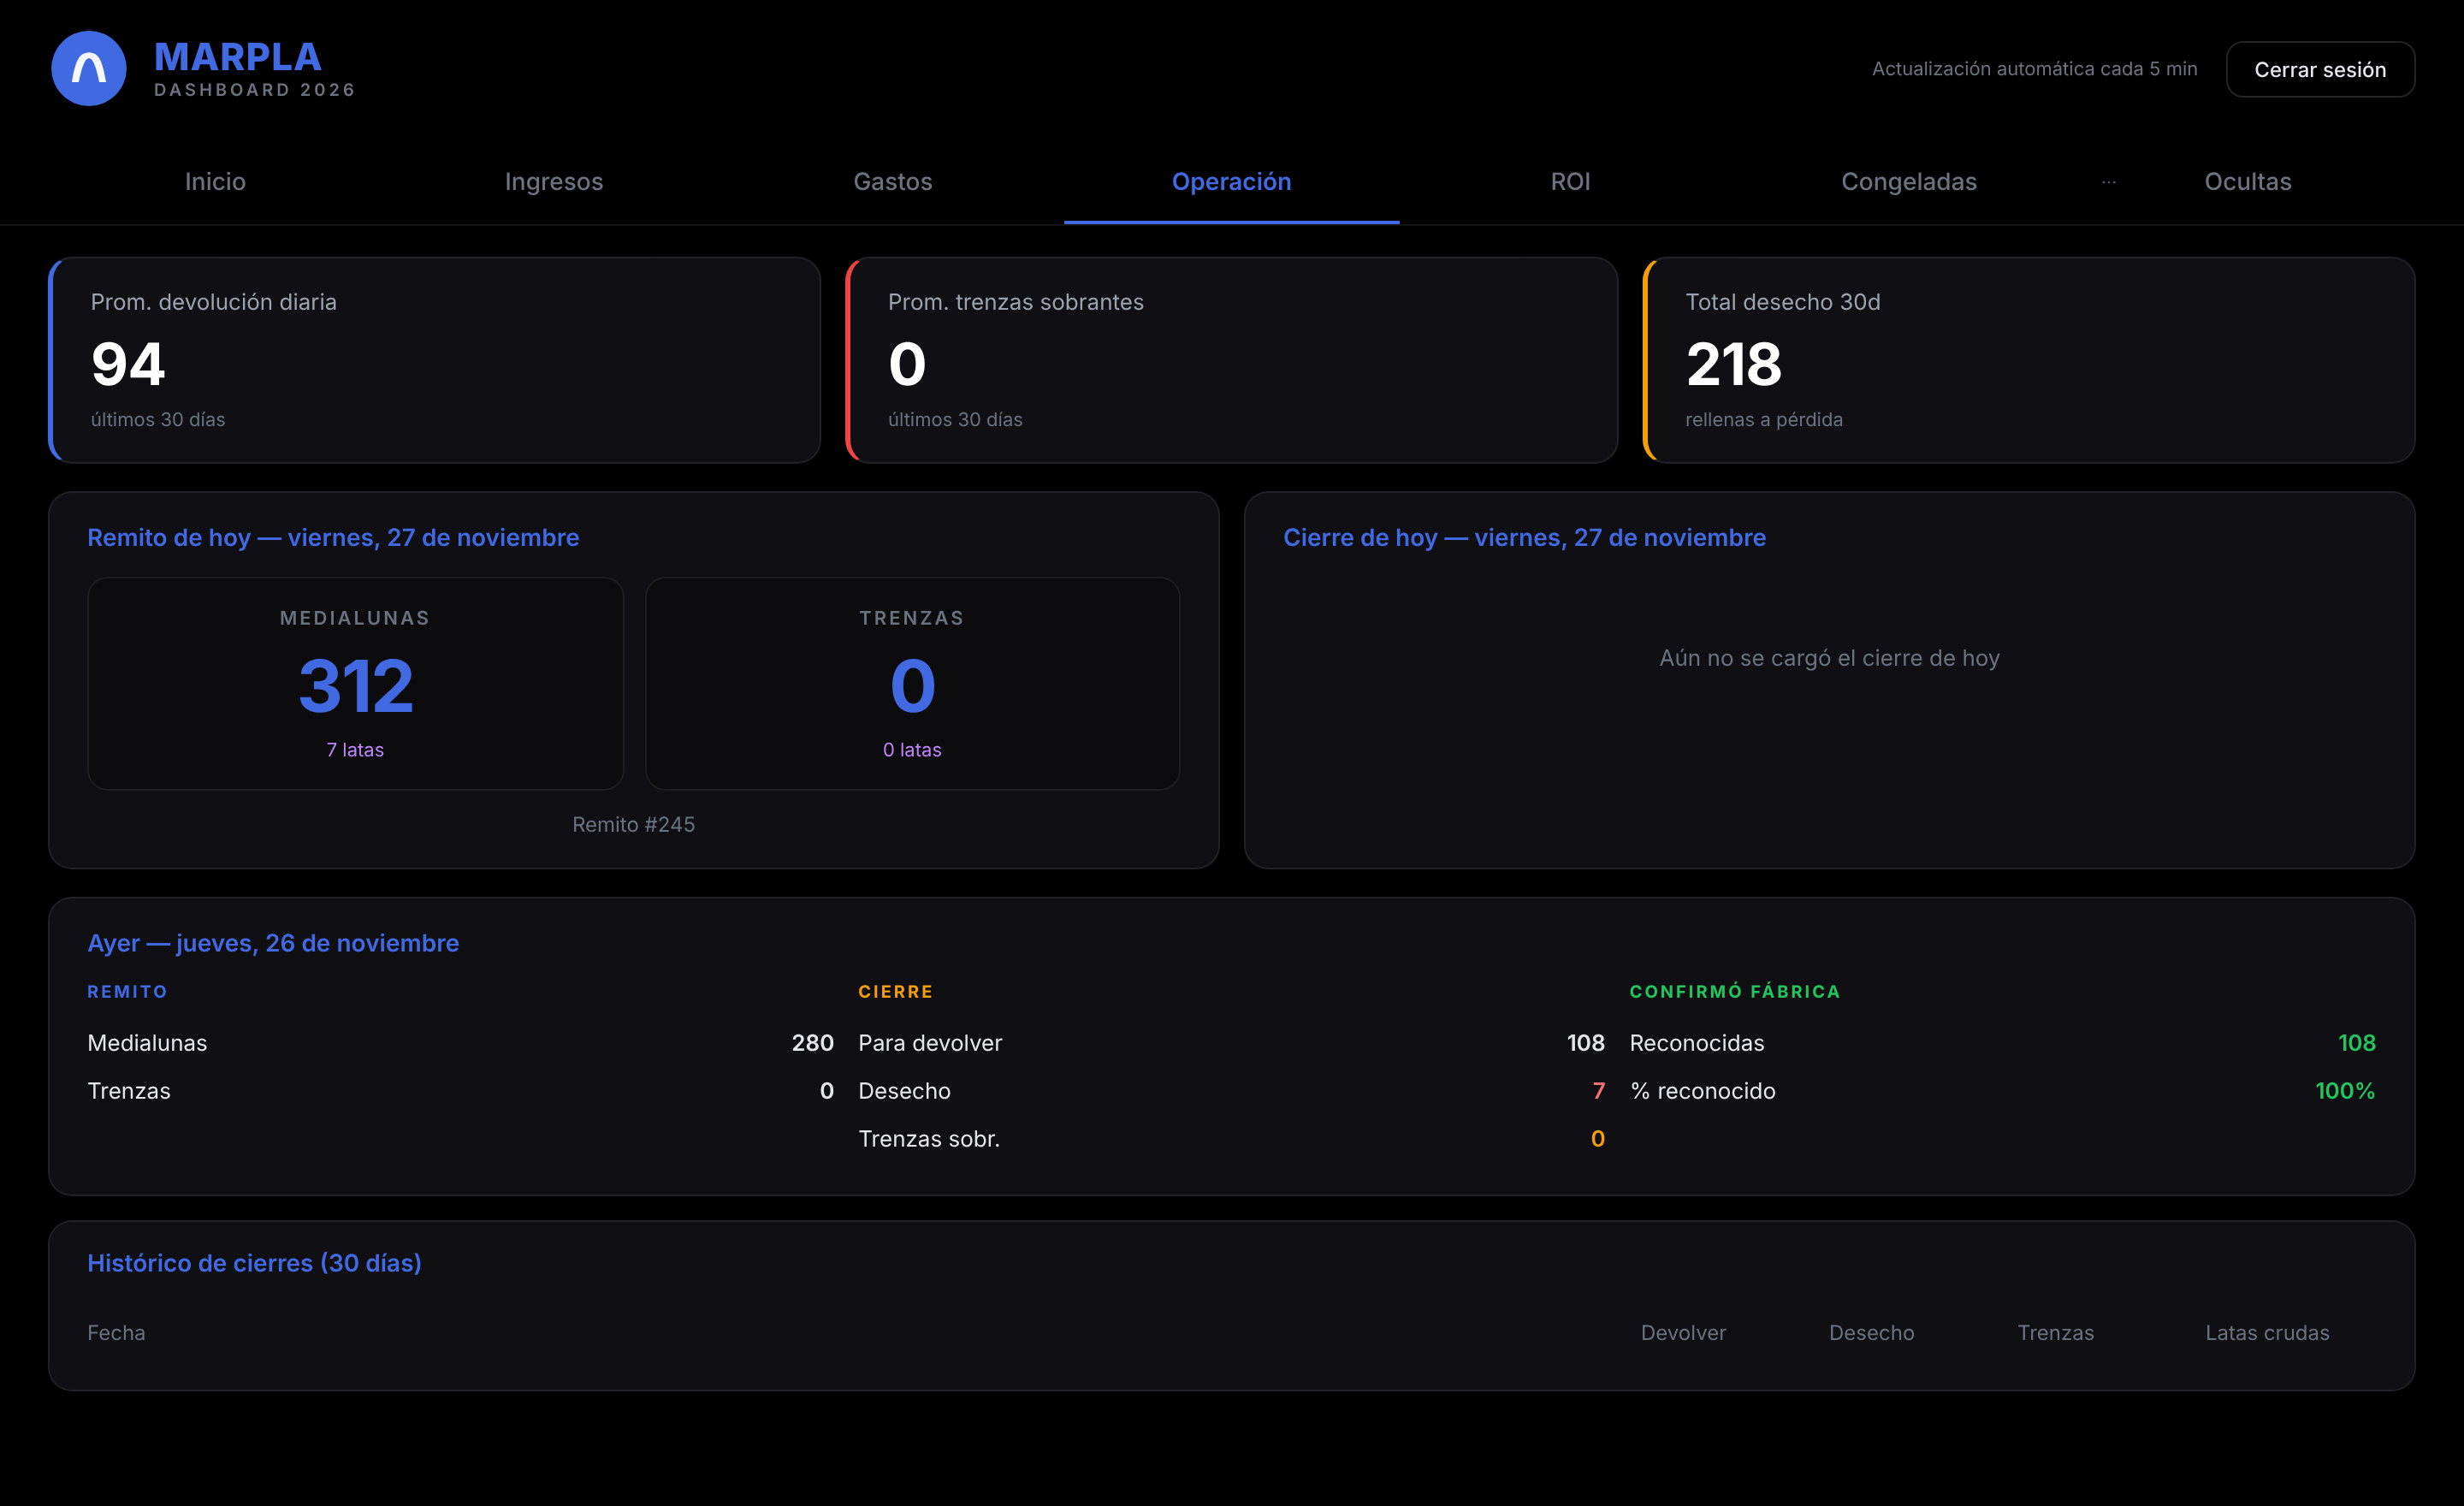 MARPLA
DASHBOARD 2026
Actualización automática cada 5 min
Cerrar sesión
Inicio
Ingresos
Gastos
Operación
ROI
Congeladas
...
Ocultas
Prom. devolución diaria
94
últimos 30 días
Prom. trenzas sobrantes
0
últimos 30 días
Total desecho 30d
218
rellenas a pérdida
Remito de hoy — viernes, 27 de noviembre
MEDIALUNAS
312
7 latas
TRENZAS
0
0 latas
Remito #245
Cierre de hoy — viernes, 27 de noviembre
Aún no se cargó el cierre de hoy
Ayer — jueves, 26 de noviembre
REMITO
Medialunas 280
Trenzas 0
CIERRE
Para devolver 108
Desecho 7
Trenzas sobr. 0
CONFIRMÓ FÁBRICA
Reconocidas 108
% reconocido 100%
Histórico de cierres (30 días)
Fecha Devolver Desecho Trenzas Latas crudas